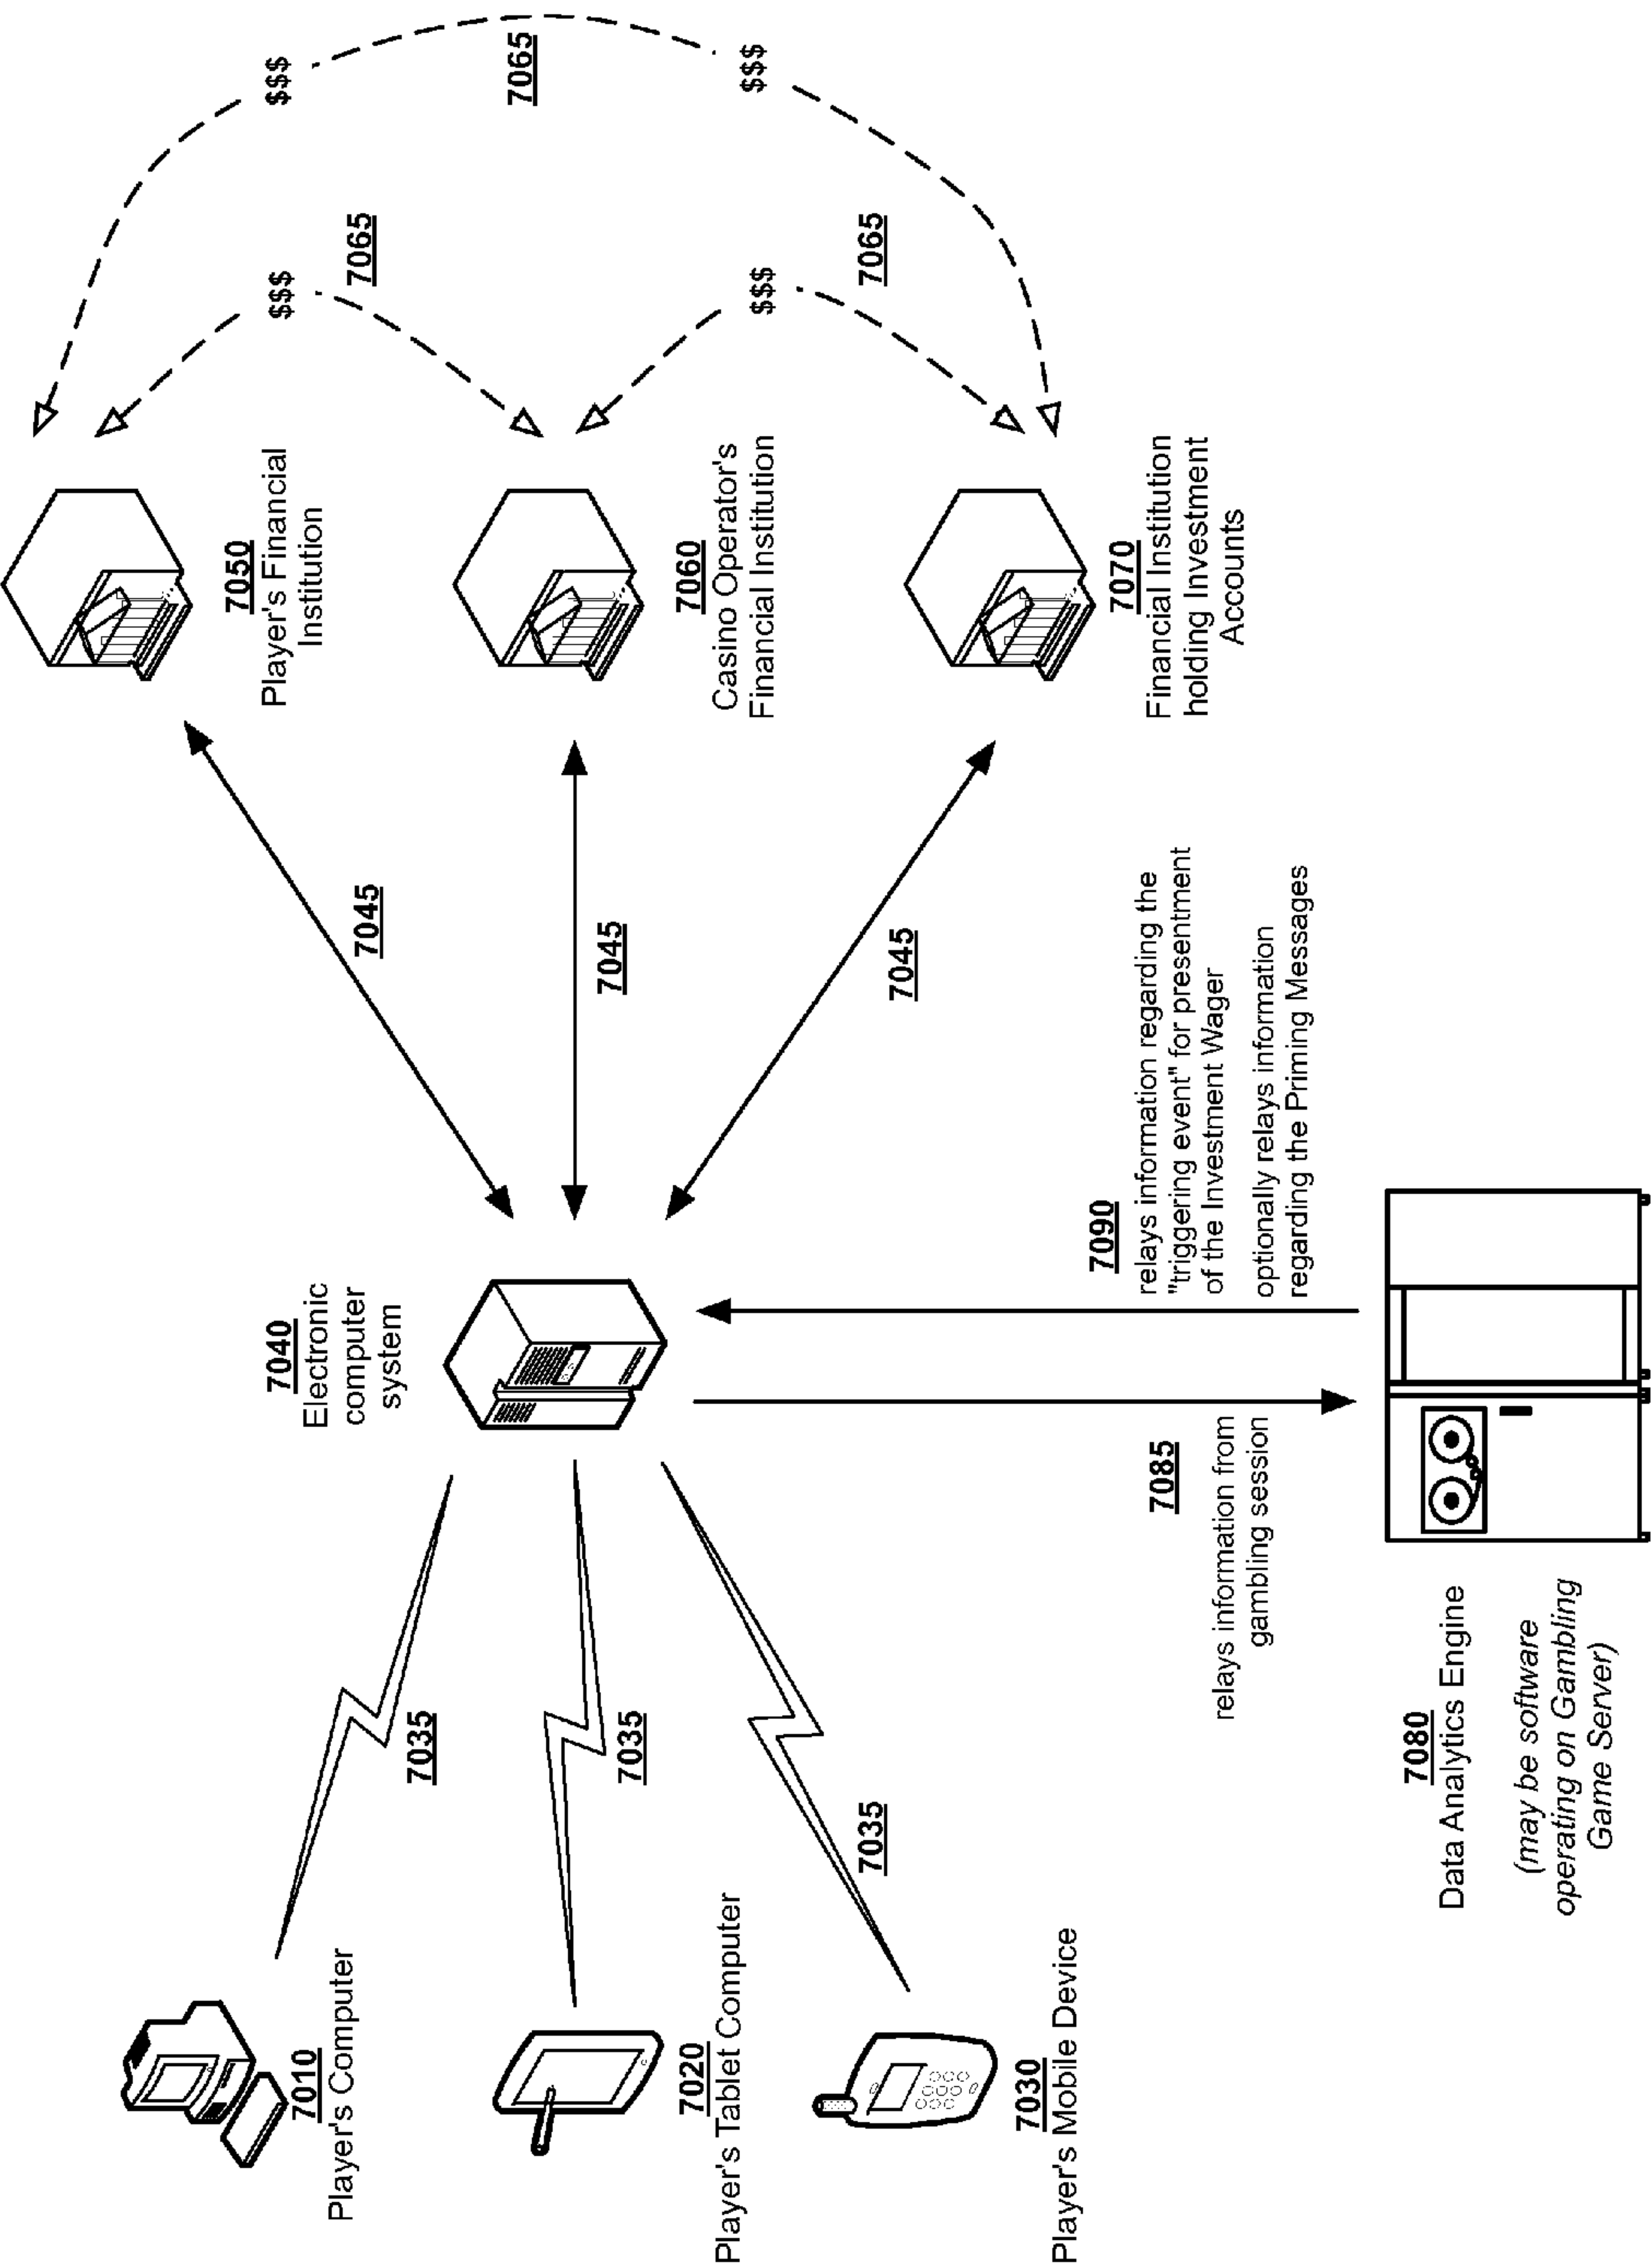 7010
Player's Computer
7020
Player's Tablet Computer
7030
Player's Mobile Device
7035
7035
7035
7040
Electronic
computer
system
7045
7045
7045
7050
Player's Financial
Institution
7060
Casino Operator's
Financial Institution
7070
Financial Institution
holding Investment
Accounts
$$$
7065
$$$
7065
$$$
7065
$$$
7085
relays information from
gambling session
7090
relays information regarding the
"triggering event" for presentment
of the Investment Wager
optionally relays information
regarding the Priming Messages
7080
Data Analytics Engine
(may be software
operating on Gambling
Game Server)